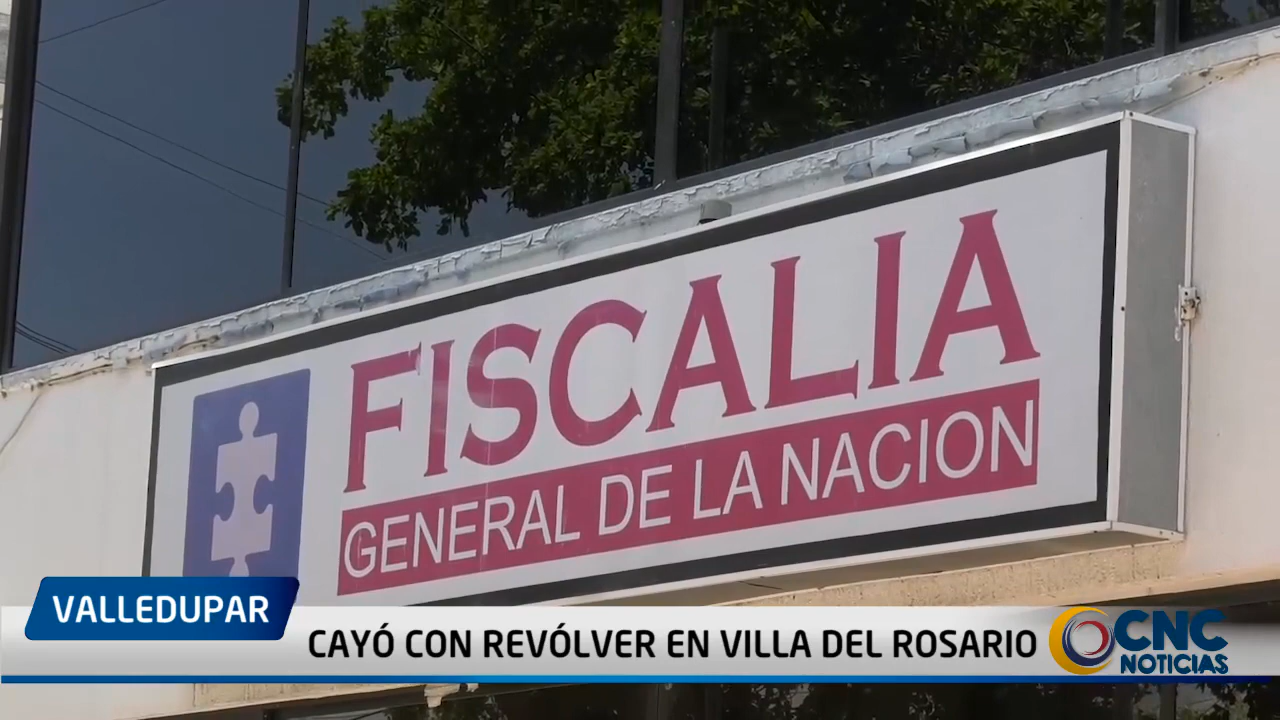 FISCALIA
GENERAL DE LA NACION
VALLEDUPAR
CAYÓ CON REVÓLVER EN VILLA DEL ROSARIO
CNC
NOTICIAS